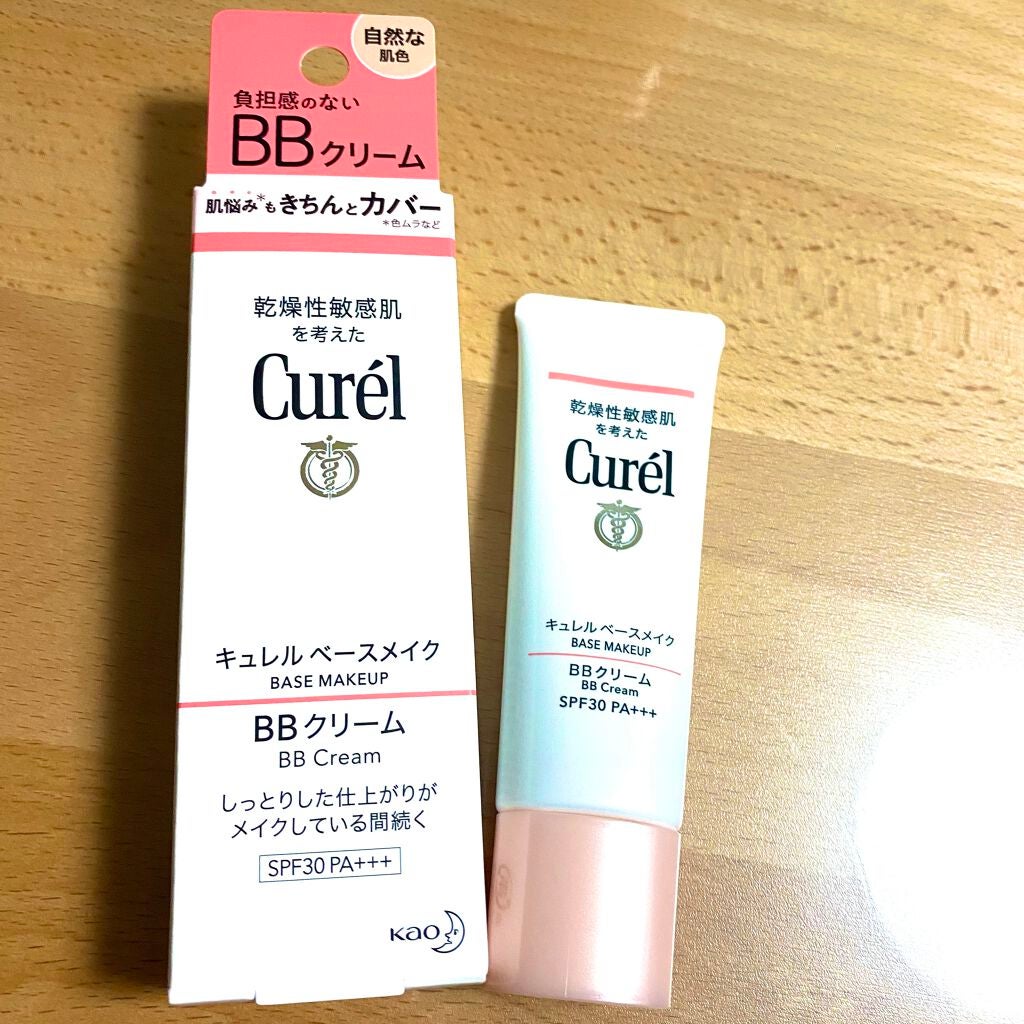 自然な
肌色
負担感のない
BBクリーム
肌悩み*もきちんとカバー
*色ムラなど
乾燥性敏感肌
を考えた
Curél
キュレル ベースメイク
BASE MAKEUP
BBクリーム
BB Cream
しっとりした仕上がりが
メイクしている間続く
SPF30 PA+++
Kao
乾燥性敏感肌
を考えた
Curél
キュレル ベースメイク
BASE MAKEUP
BBクリーム
BB Cream
SPF30 PA+++